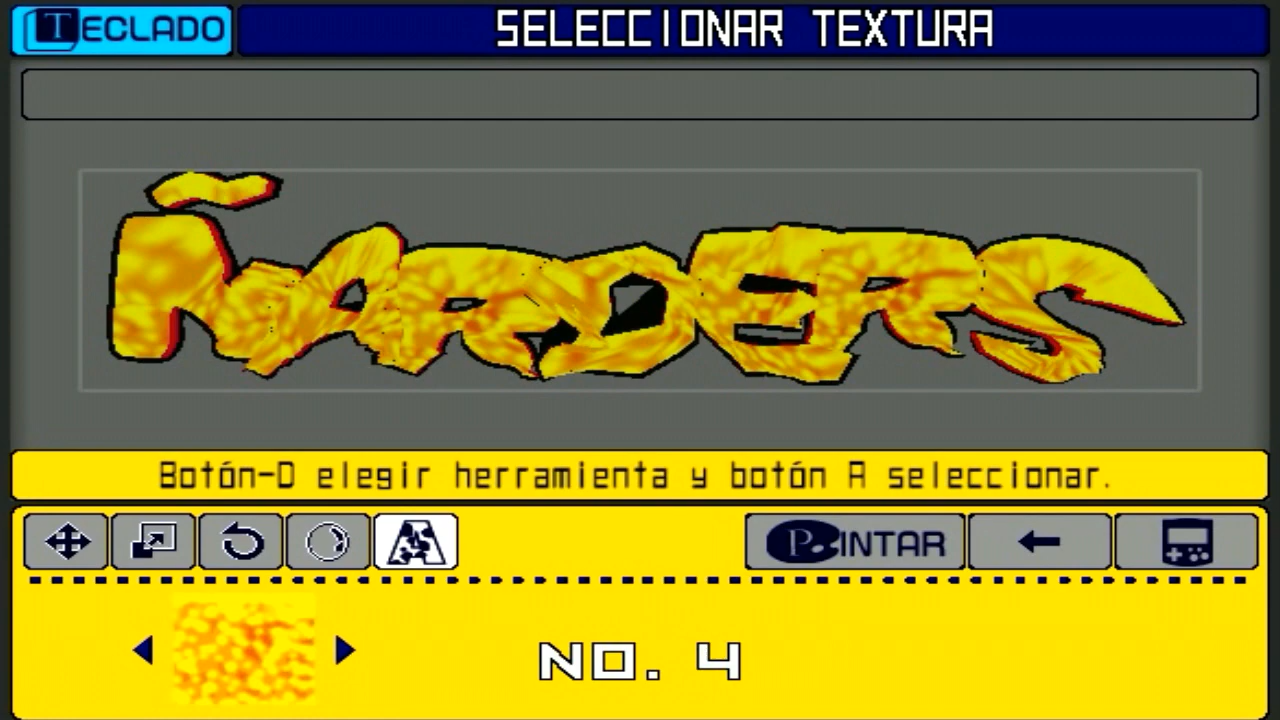 TECLADO
SELECCIONAR TEXTURA
ÑARDERS
Botón-D elegir herramienta y botón A seleccionar.
PINTAR
NO. 4